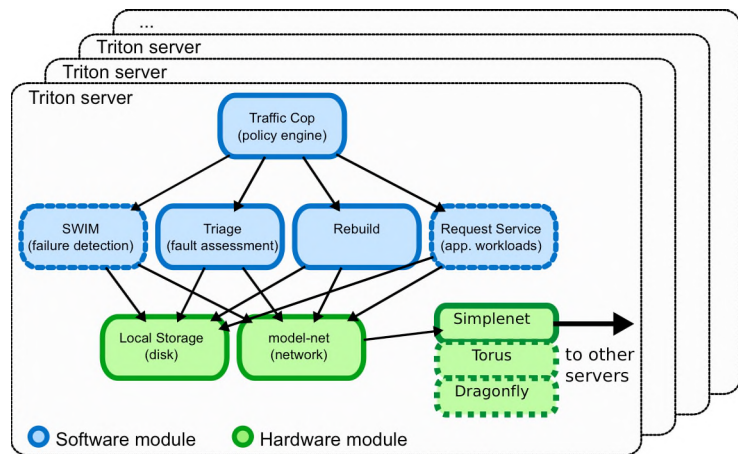 ...
Triton server
Triton server
Triton server
Traffic Cop
(policy engine)
SWIM
(failure detection)
Triage
(fault assessment)
Rebuild
Request Service
(app. workloads)
Local Storage
(disk)
model-net
(network)
Simplenet
Torus
Dragonfly
to other
servers
Software module
Hardware module